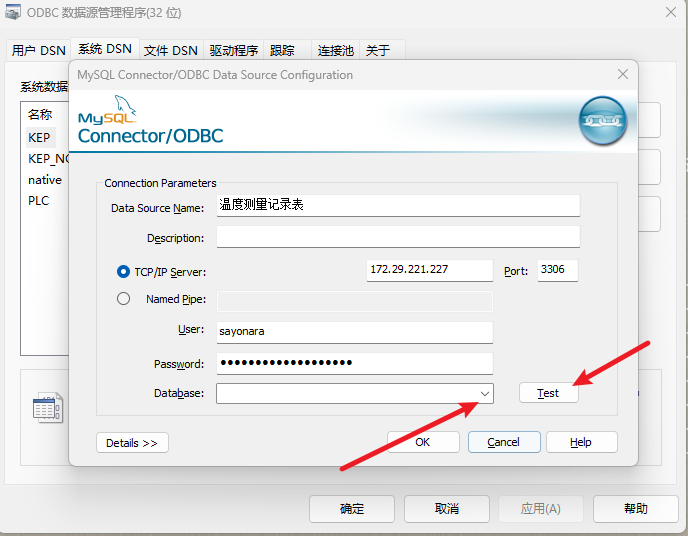 ODBC 数据源管理程序(32 位)
用户 DSN 系统 DSN 文件 DSN 驱动程序 跟踪 连接池 关于
MySQL Connector/ODBC Data Source Configuration
系统数据
名称
KEP
KEP_NO
native
PLC
MySQL
Connector/ODBC
Connection Parameters
Data Source Name: 温度测量记录表
Description:
TCP/IP Server: 172.29.221.227 Port: 3306
Named Pipe:
User: sayonara
Password: •••••••••••••••••••
Database: Test
Details >> OK Cancel Help
确定 取消 应用(A) 帮助